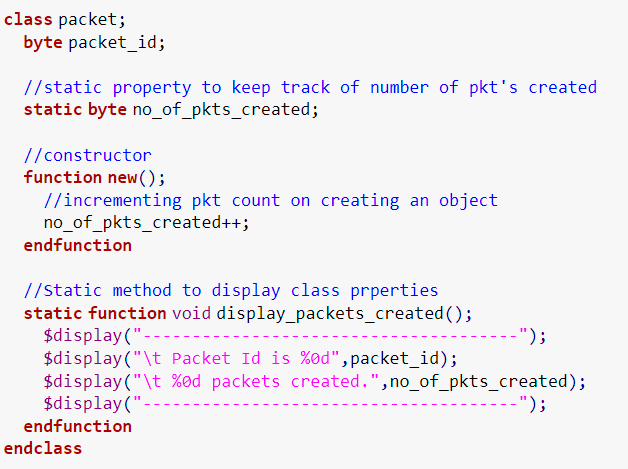 class packet;
  byte packet_id;

  //static property to keep track of number of pkt's created
  static byte no_of_pkts_created;

  //constructor
  function new();
    //incrementing pkt count on creating an object
    no_of_pkts_created++;
  endfunction

  //Static method to display class prperties
  static function void display_packets_created();
    $display("--------------------------------------");
    $display("\t Packet Id is %0d",packet_id);
    $display("\t %0d packets created.",no_of_pkts_created);
    $display("--------------------------------------");
  endfunction
endclass